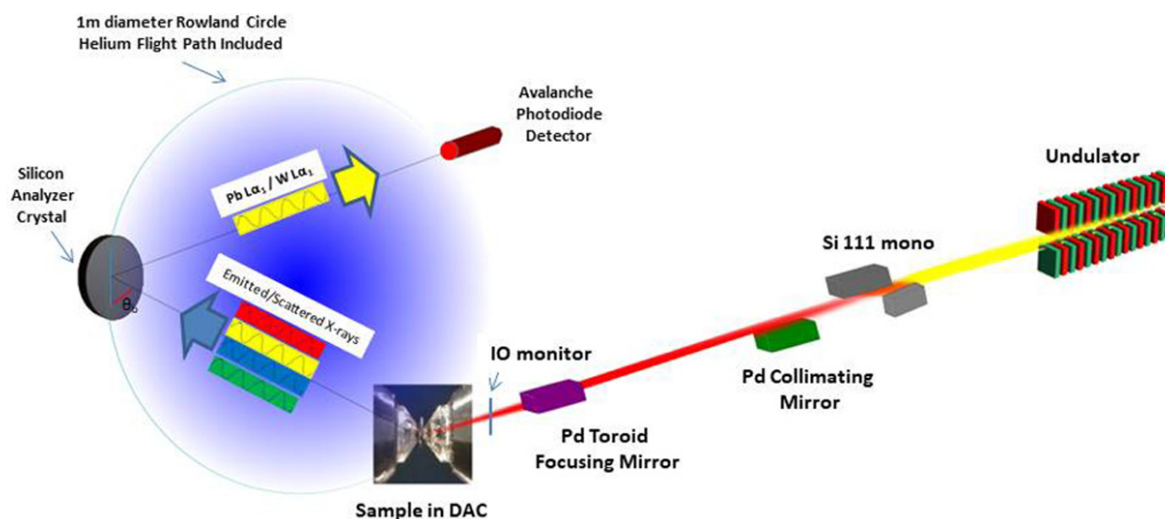 1m diameter Rowland Circle
Helium Flight Path Included
Avalanche
Photodiode
Detector
Undulator
Silicon
Analyzer
Crystal
Pb Lα₁ / W Lα₁
Si 111 mono
Emitted/Scattered X-rays
IO monitor
Pd Collimating
Mirror
Pd Toroid
Focusing Mirror
Sample in DAC